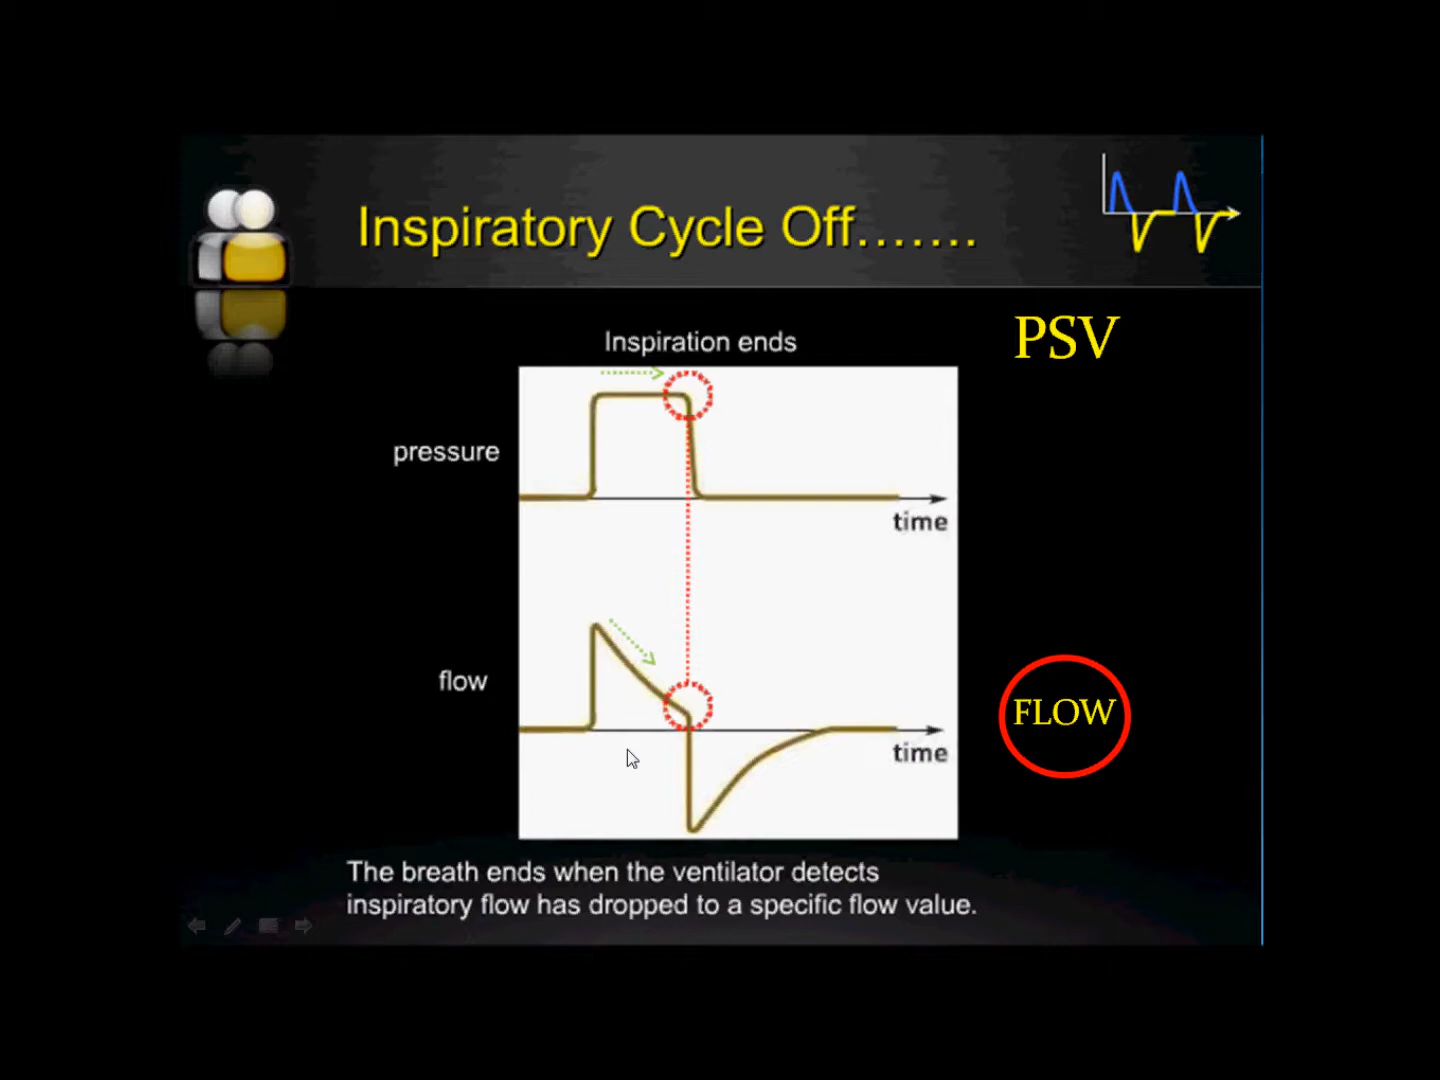 Inspiratory Cycle Off.......
PSV
Inspiration ends
pressure
time
flow
FLOW
time
The breath ends when the ventilator detects
inspiratory flow has dropped to a specific flow value.